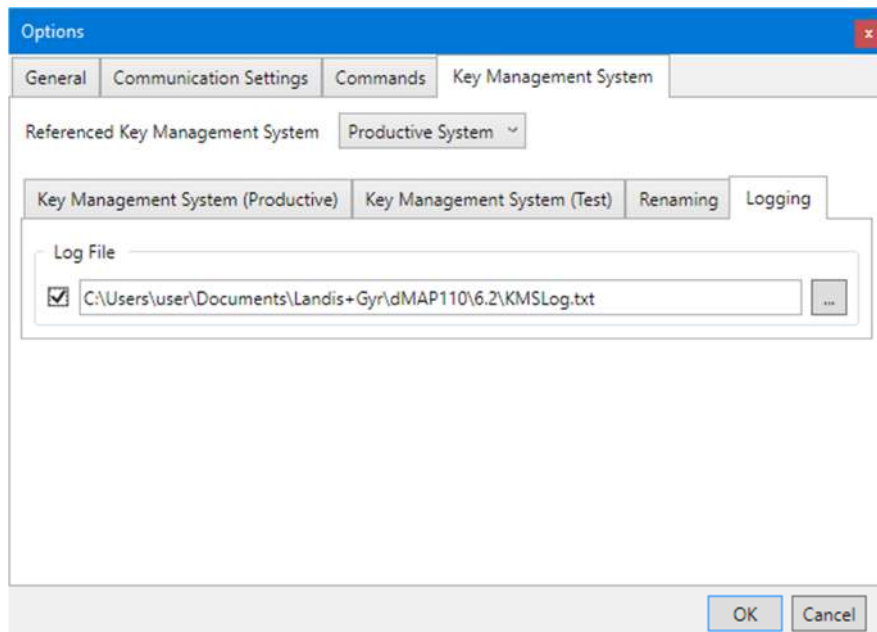 Options
x
General Communication Settings Commands Key Management System
Referenced Key Management System Productive System
Key Management System (Productive) Key Management System (Test) Renaming Logging
Log File
C:\Users\user\Documents\Landis+Gyr\dMAP110\6.2\KMSLog.txt ...
OK Cancel